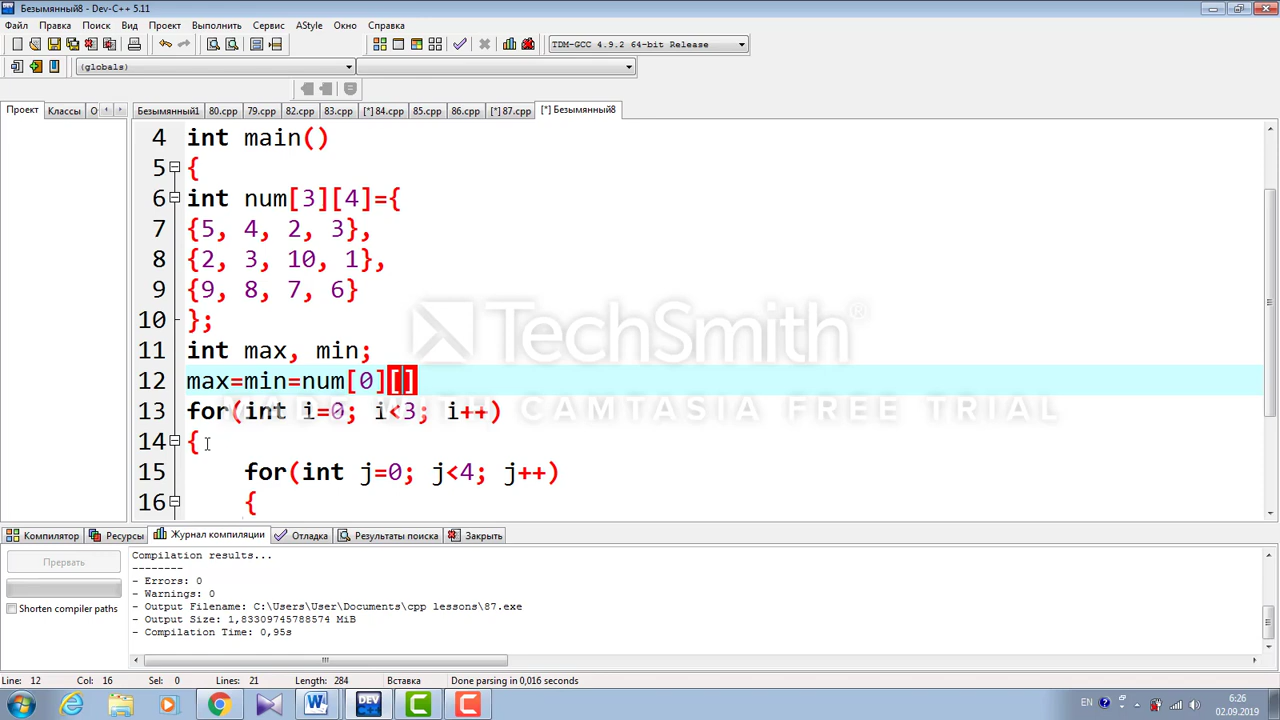 Безымянный8 - Dev-C++ 5.11
Файл Правка Поиск Вид Проект Выполнить Сервис AStyle Окно Справка
TDM-GCC 4.9.2 64-bit Release
(globals)
Проект Классы О
Безымянный1 80.cpp 79.cpp 82.cpp 83.cpp [*] 84.cpp 85.cpp 86.cpp [*] 87.cpp [*] Безымянный8
4 int main()
5 {
6 int num[3][4]={
7 {5, 4, 2, 3},
8 {2, 3, 10, 1},
9 {9, 8, 7, 6}
10 };
TechSmith®
11 int max, min;
12 max=min=num[0][]
MADE WITH CAMTASIA FREE TRIAL
13 for(int i=0; i<3; i++)
14 {
15 for(int j=0; j<4; j++)
16 {
Компилятор Ресурсы Журнал компиляции Отладка Результаты поиска Закрыть
Прервать
Shorten compiler paths
Compilation results...
--------
- Errors: 0
- Warnings: 0
- Output Filename: C:\Users\User\Documents\cpp lessons\87.exe
- Output Size: 1,83309745788574 MiB
- Compilation Time: 0,95s
Line: 12 Col: 16 Sel: 0 Lines: 21 Length: 284 Вставка Done parsing in 0,016 seconds
EN 6:26
02.09.2019